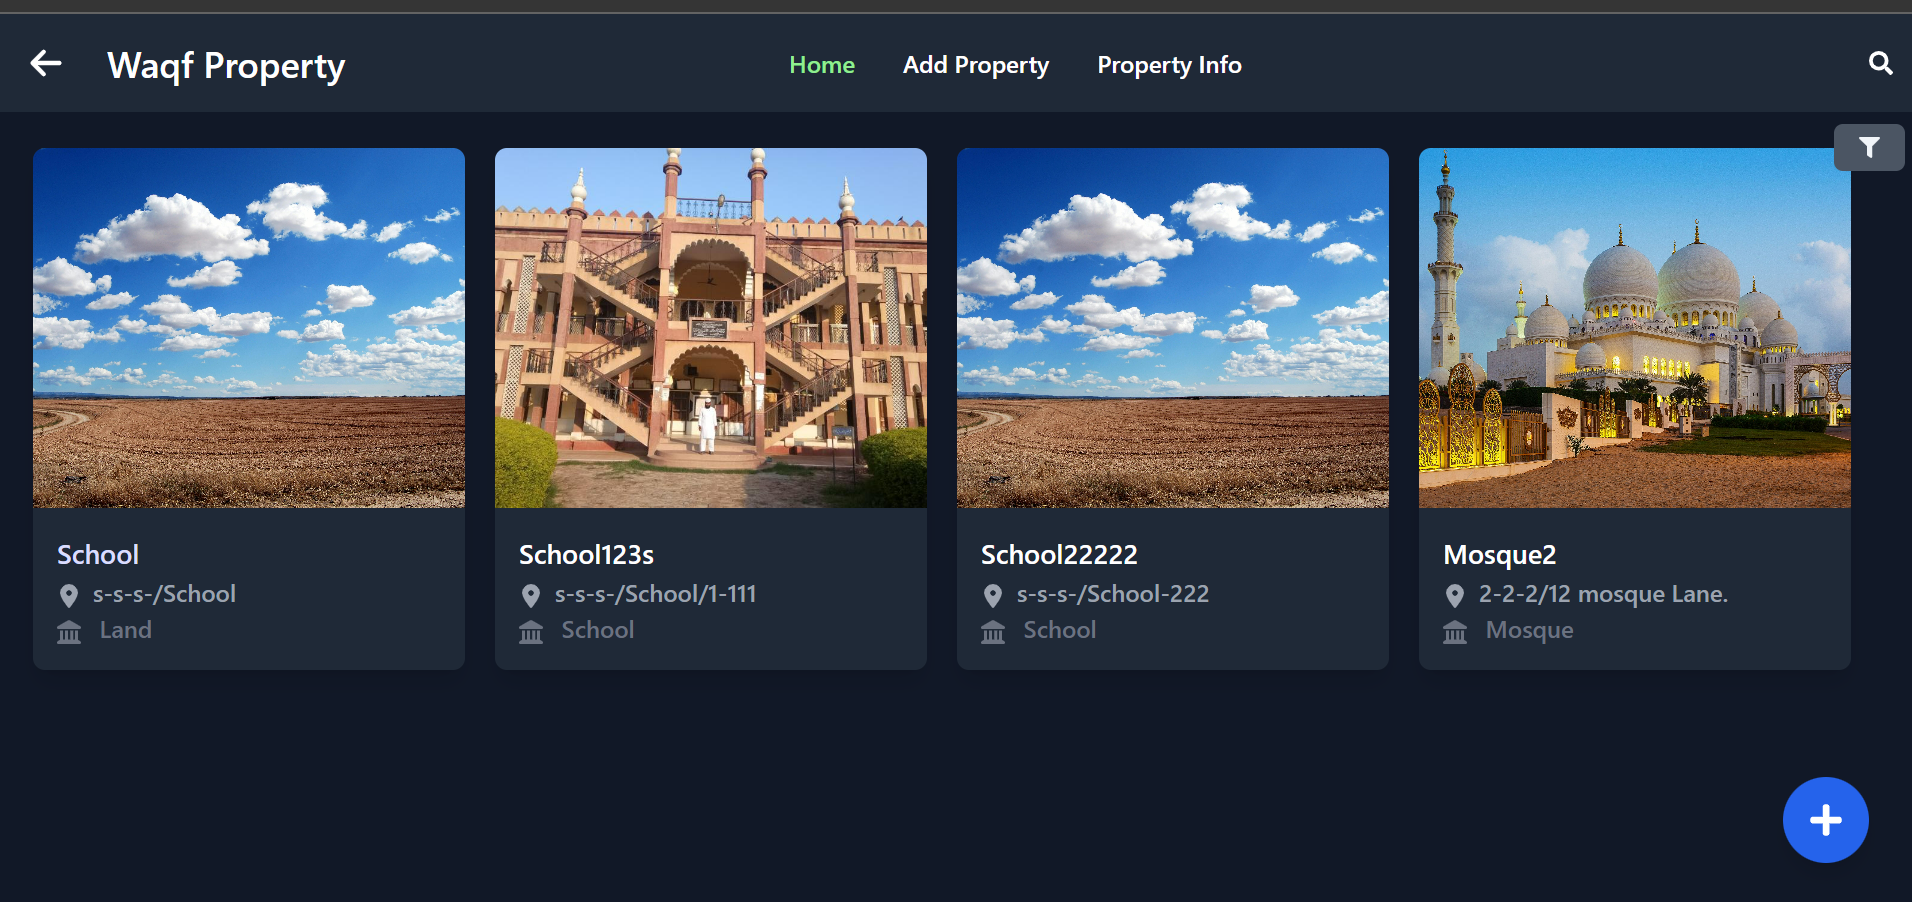 Waqf Property
Home
Add Property
Property Info
School
s-s-s-/School
Land
School123s
s-s-s-/School/1-111
School
School22222
s-s-s-/School-222
School
Mosque2
2-2-2/12 mosque Lane.
Mosque